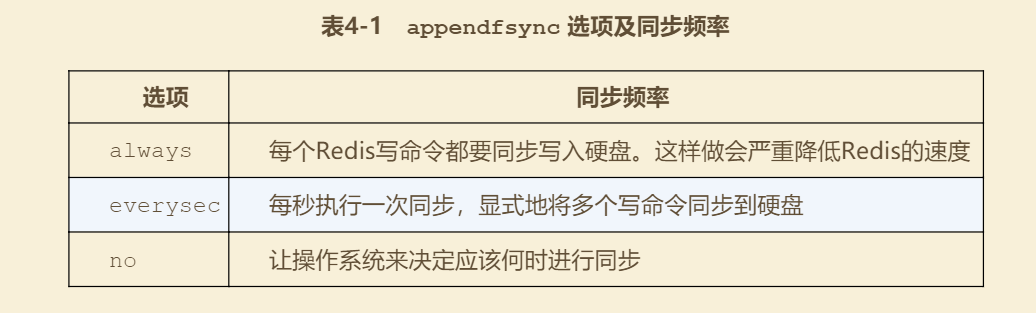 表4-1 appendfsync 选项及同步频率
选项 同步频率
always 每个Redis写命令都要同步写入硬盘。这样做会严重降低Redis的速度
everysec 每秒执行一次同步，显式地将多个写命令同步到硬盘
no 让操作系统来决定应该何时进行同步